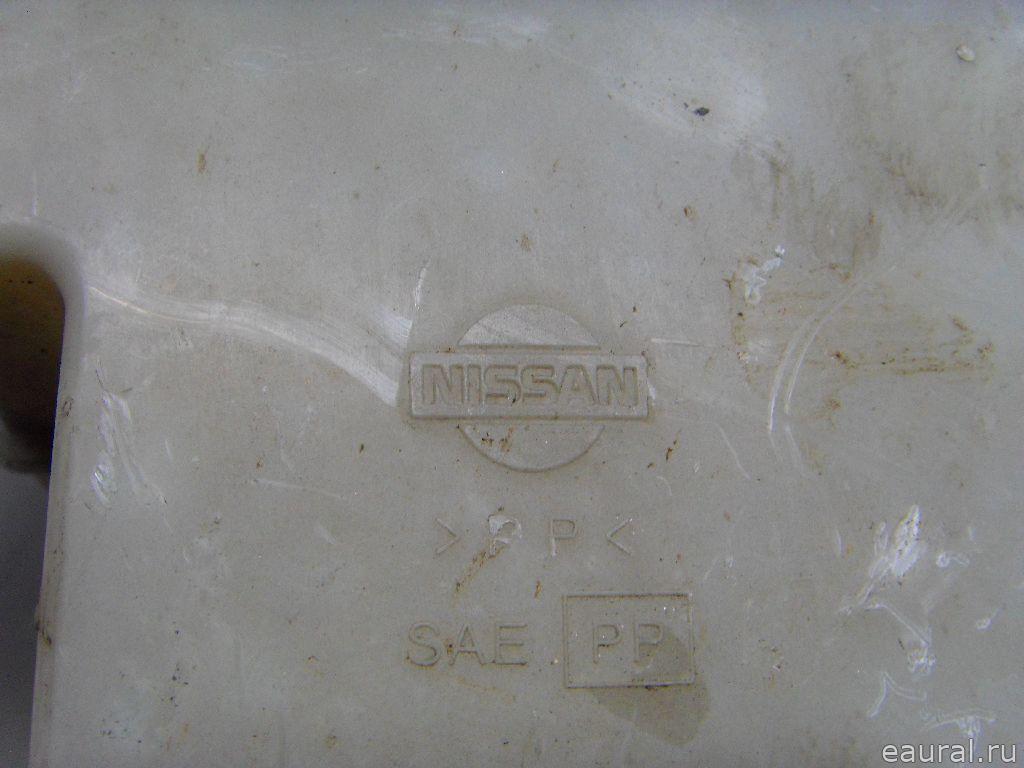 NISSAN
>PP<
SAE PP
eaural.ru